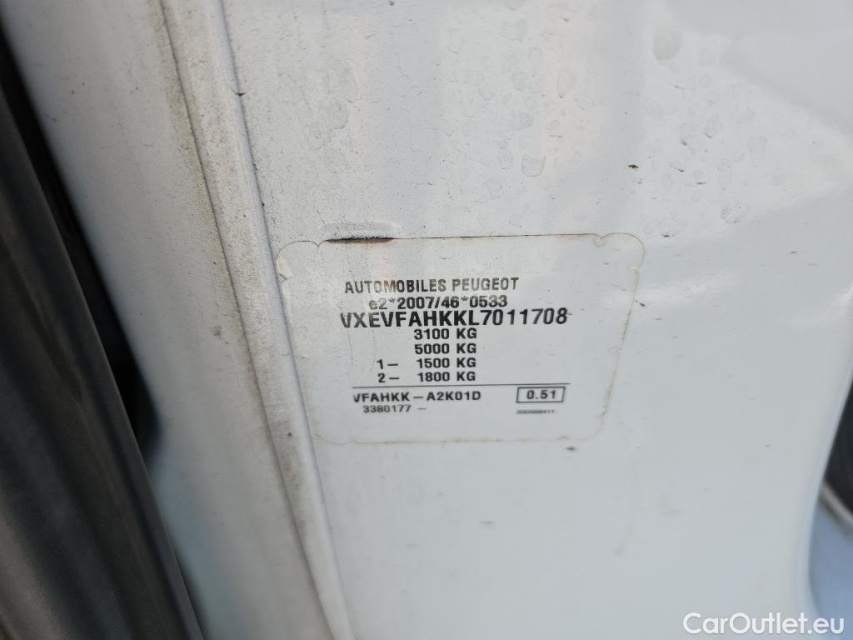 AUTOMOBILES PEUGEOT
e2*2007/46*0533
VXEVFAHKKL7011708
3100 KG
5000 KG
1- 1500 KG
2- 1800 KG
VFAHKK-A2K01D 0.51
3380177 -
CarOutlet.eu